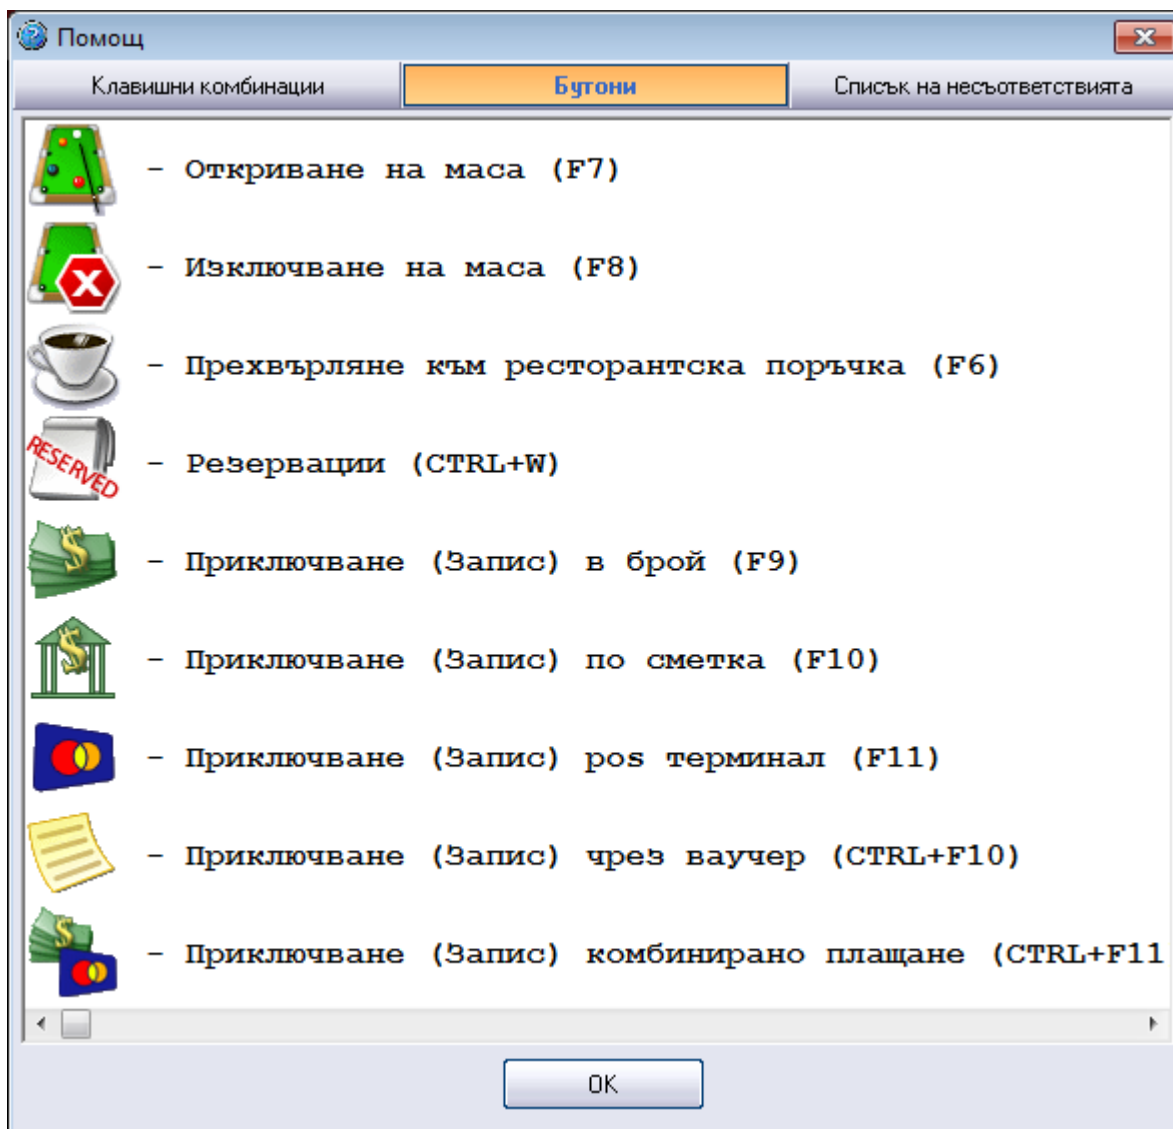 Помощ
Клавишни комбинации
Бутони
Списък на несъответствията
- Откриване на маса (F7)
- Изключване на маса (F8)
- Прехвърляне към ресторантска поръчка (F6)
RESERVED
- Резервации (CTRL+W)
- Приключване (Запис) в брой (F9)
- Приключване (Запис) по сметка (F10)
- Приключване (Запис) pos терминал (F11)
- Приключване (Запис) чрез ваучер (CTRL+F10)
- Приключване (Запис) комбинирано плащане (CTRL+F11
OK